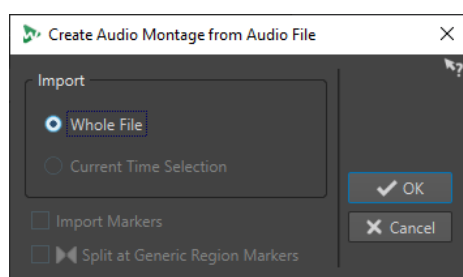 Create Audio Montage from Audio File
?
Import
Whole File
Current Time Selection
OK
Import Markers
Cancel
Split at Generic Region Markers